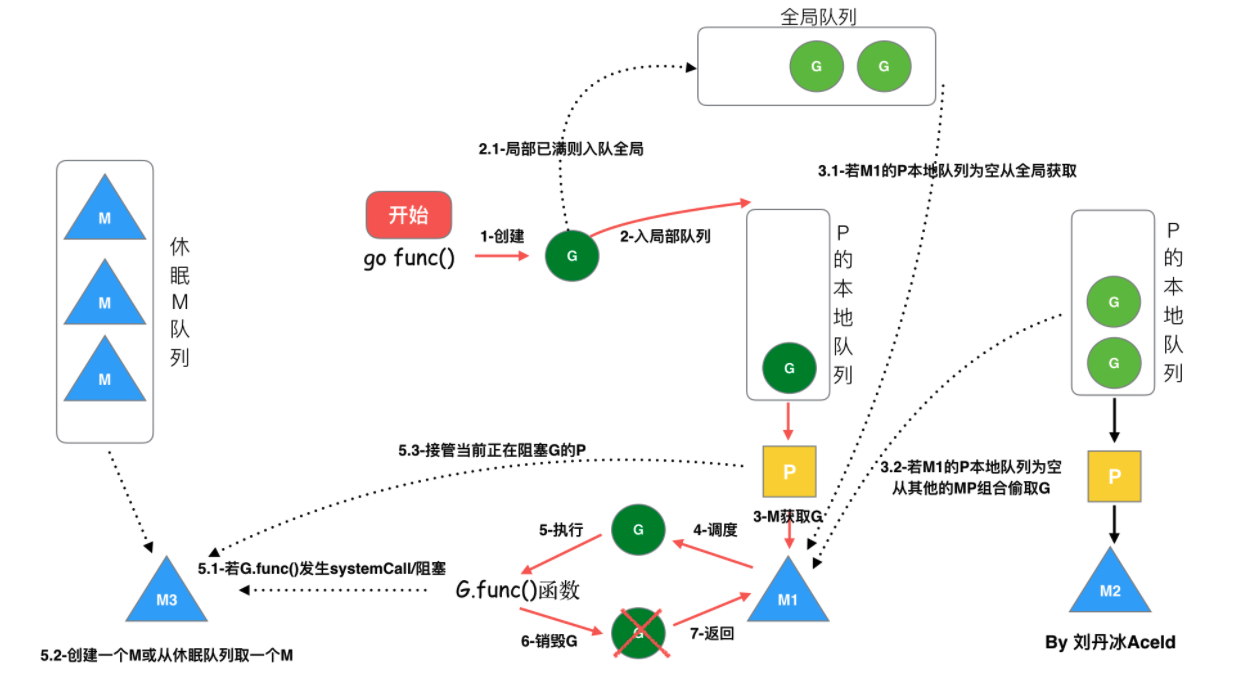 全局队列
G
G
2.1-局部已满则入队全局
3.1-若M1的P本地队列为空从全局获取
开始
go func()
1-创建
G
2-入局部队列
P的本地队列
G
P的本地队列
G
G
休眠M队列
M
M
M
5.3-接管当前正在阻塞G的P
P
3-M获取G
3.2-若M1的P本地队列为空
从其他的MP组合偷取G
P
5-执行
G
4-调度
5.1-若G.func()发生systemCall/阻塞
G.func()函数
M3
M1
M2
6-销毁G
G
7-返回
5.2-创建一个M或从休眠队列取一个M
By 刘丹冰Aceld